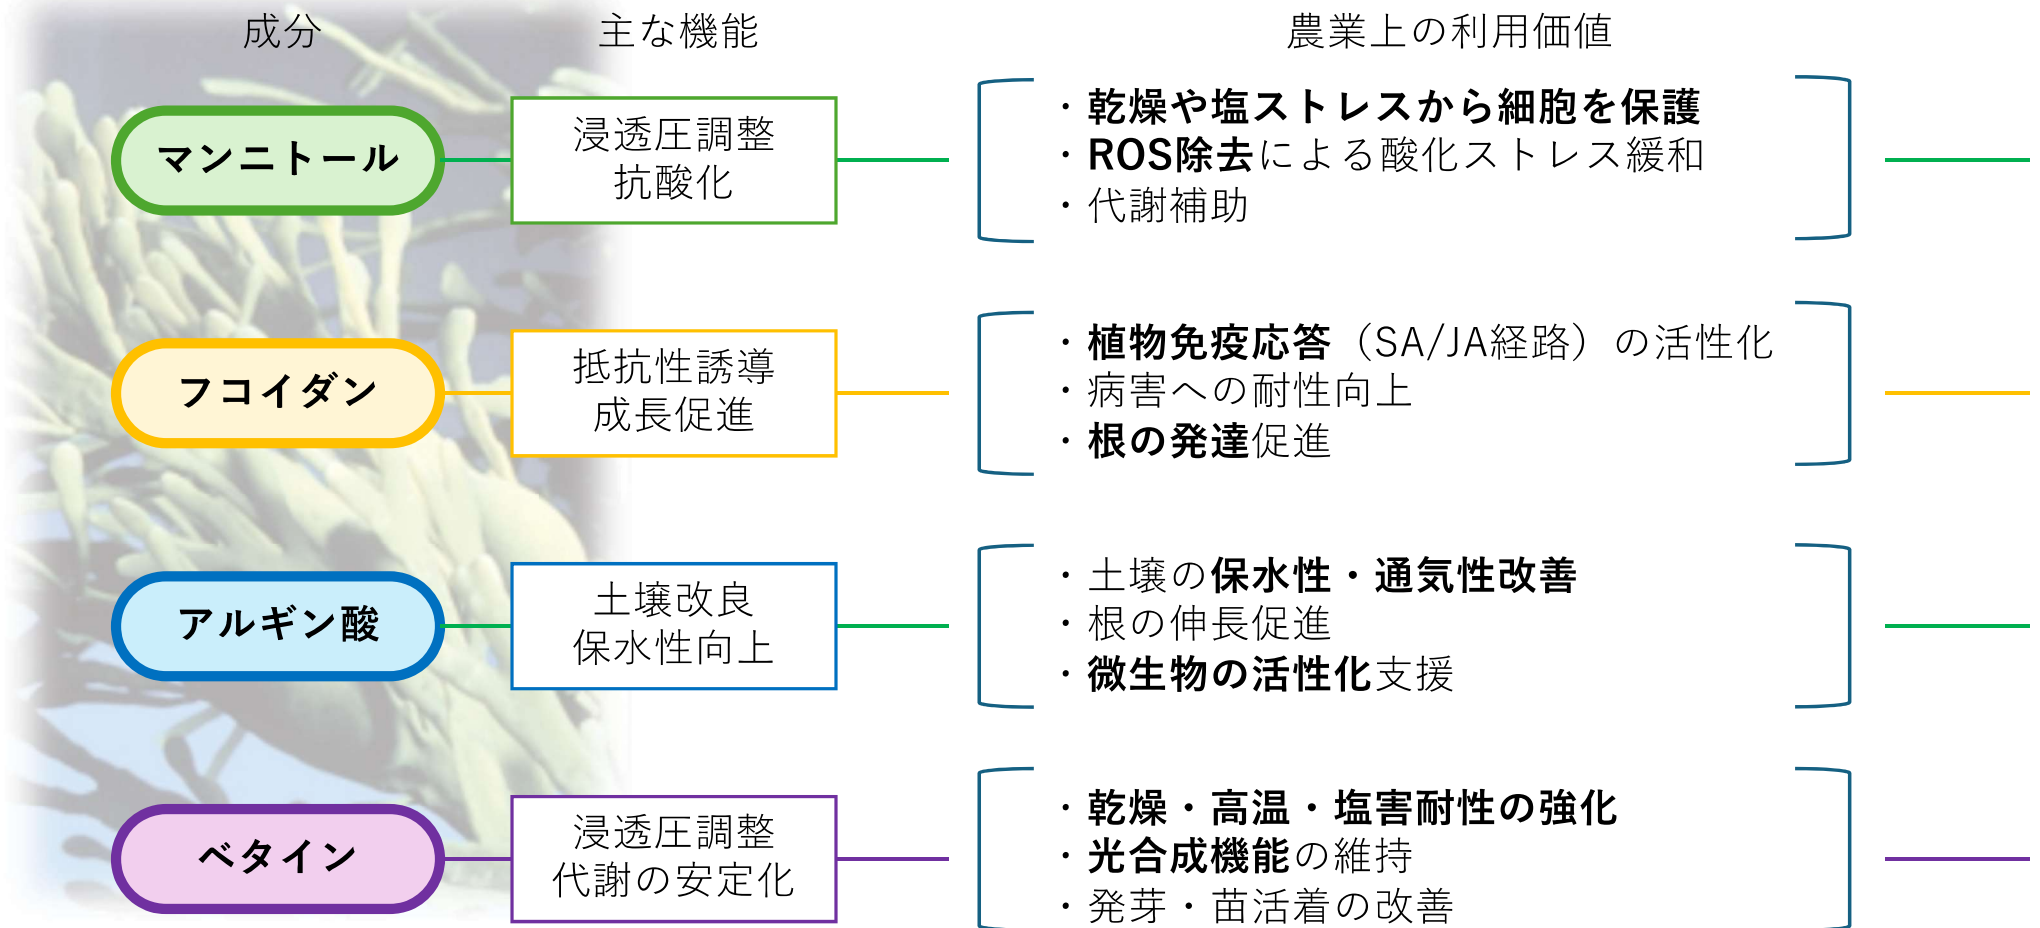 成分 主な機能 農業上の利用価値
マンニトール
浸透圧調整
抗酸化
・乾燥や塩ストレスから細胞を保護
・ROS除去による酸化ストレス緩和
・代謝補助
フコイダン
抵抗性誘導
成長促進
・植物免疫応答（SA/JA経路）の活性化
・病害への耐性向上
・根の発達促進
アルギン酸
土壌改良
保水性向上
・土壌の保水性・通気性改善
・根の伸長促進
・微生物の活性化支援
ベタイン
浸透圧調整
代謝の安定化
・乾燥・高温・塩害耐性の強化
・光合成機能の維持
・発芽・苗活着の改善